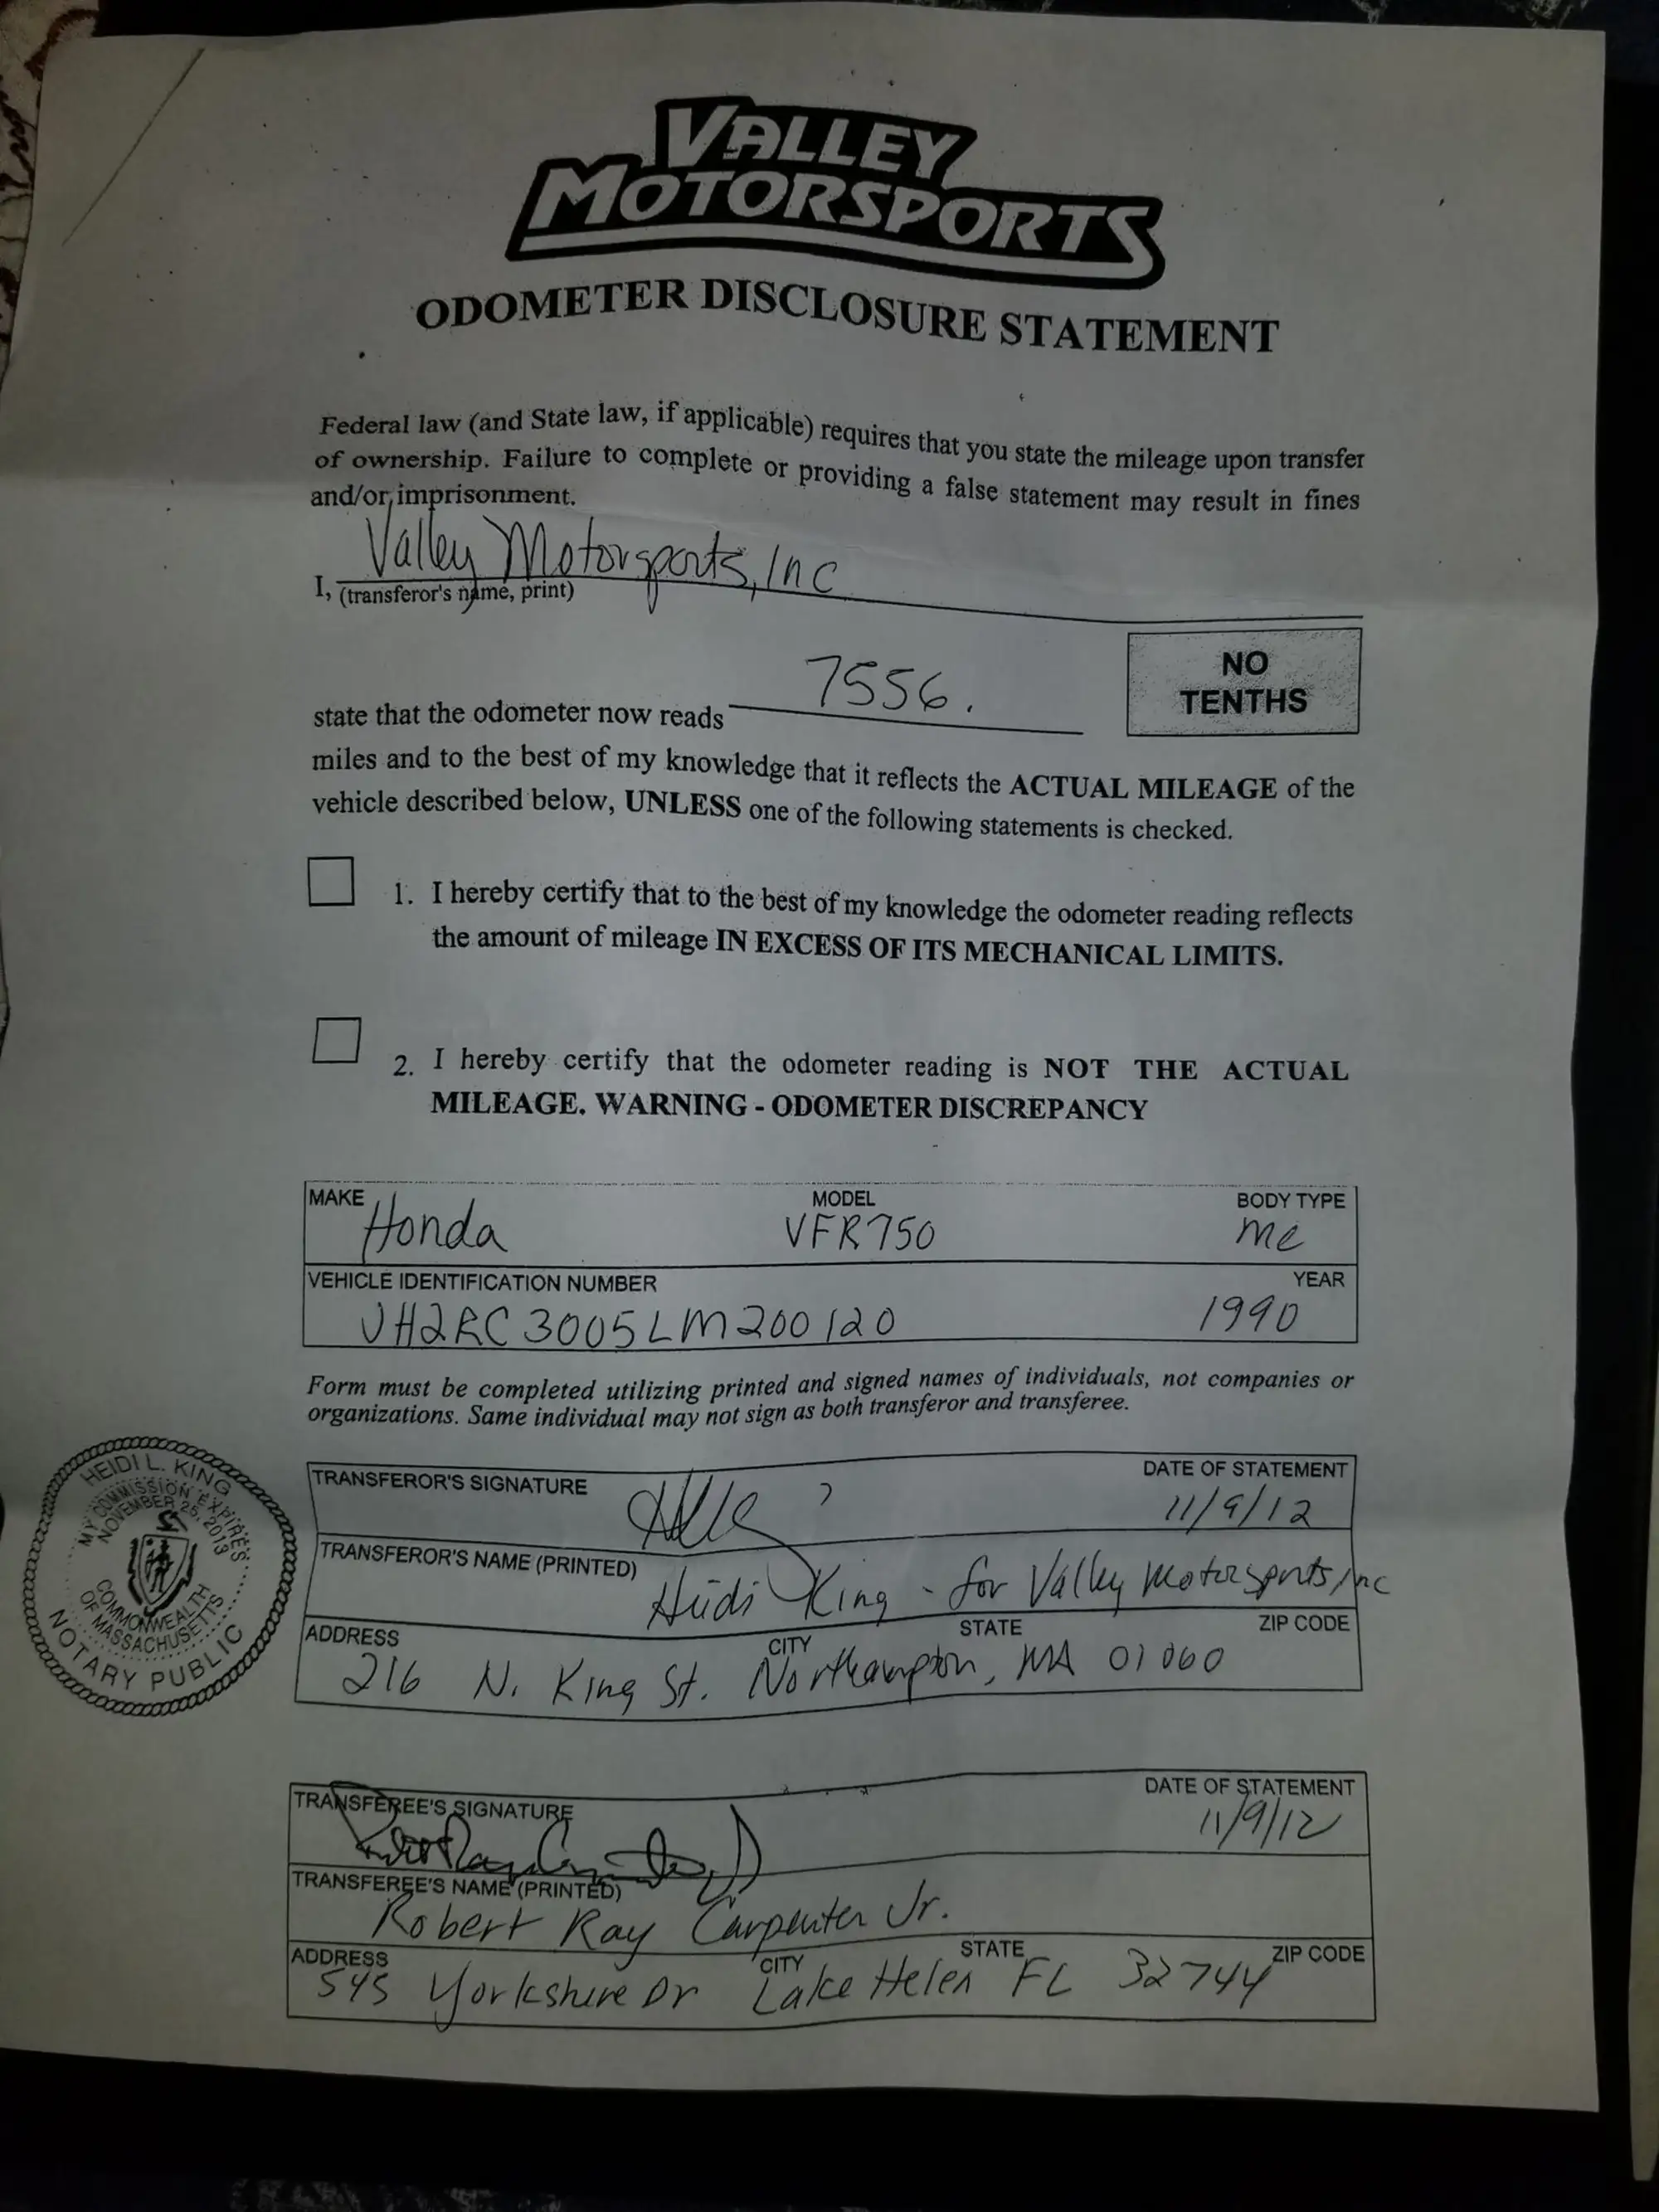 VALLEY
MOTORSPORTS
ODOMETER DISCLOSURE STATEMENT
Federal law (and State law, if applicable) requires that you state the mileage upon transfer
of ownership. Failure to complete or providing a false statement may result in fines
and/or imprisonment.
Valley Motorsports, Inc
I, (transferor's name, print)
NO
TENTHS
state that the odometer now reads 7556.
miles and to the best of my knowledge that it reflects the ACTUAL MILEAGE of the
vehicle described below, UNLESS one of the following statements is checked.
1. I hereby certify that to the best of my knowledge the odometer reading reflects
the amount of mileage IN EXCESS OF ITS MECHANICAL LIMITS.
2. I hereby certify that the odometer reading is NOT THE ACTUAL
MILEAGE. WARNING - ODOMETER DISCREPANCY
MAKE MODEL BODY TYPE
Honda VFR750 MC
VEHICLE IDENTIFICATION NUMBER YEAR
JH2RC3005LM200120 1990
Form must be completed utilizing printed and signed names of individuals, not companies or
organizations. Same individual may not sign as both transferor and transferee.
HEIDI L. KING
MY COMMISSION EXPIRES
NOVEMBER 25, 2013
COMMONWEALTH
OF MASSACHUSETTS
NOTARY PUBLIC
TRANSFEROR'S SIGNATURE DATE OF STATEMENT
11/9/12
TRANSFEROR'S NAME (PRINTED)
Heidi King - for Valley Motorsports, Inc
ADDRESS CITY STATE ZIP CODE
216 N. King St. Northampton, MA 01060
TRANSFEREE'S SIGNATURE DATE OF STATEMENT
11/9/12
TRANSFEREE'S NAME (PRINTED)
Robert Ray Carpenter Jr.
ADDRESS CITY STATE ZIP CODE
545 Yorkshire Dr Lake Helen FL 32744